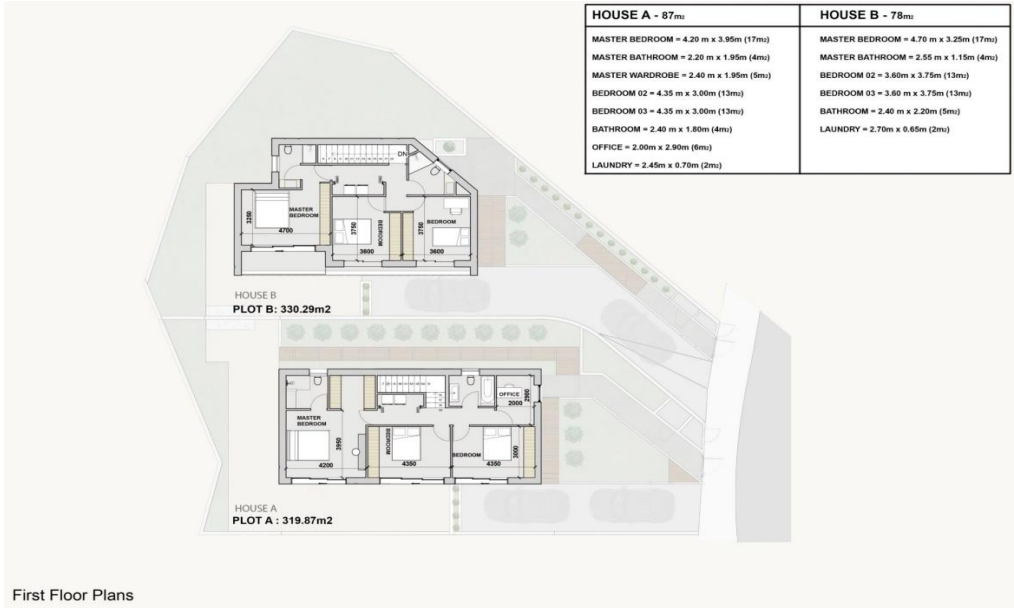 HOUSE A - 87m2
MASTER BEDROOM = 4.20 m x 3.95m (17m2)
MASTER BATHROOM = 2.20 m x 1.95m (4m2)
MASTER WARDROBE = 2.40 m x 1.95m (5m2)
BEDROOM 02 = 4.35 m x 3.00m (13m2)
BEDROOM 03 = 4.35 m x 3.00m (13m2)
BATHROOM = 2.40 m x 1.80m (4m2)
OFFICE = 2.00m x 2.90m (6m2)
LAUNDRY = 2.45m x 0.70m (2m2)
HOUSE B - 78m2
MASTER BEDROOM = 4.70 m x 3.25m (17m2)
MASTER BATHROOM = 2.55 m x 1.15m (4m2)
BEDROOM 02 = 3.60m x 3.75m (13m2)
BEDROOM 03 = 3.60 m x 3.75m (13m2)
BATHROOM = 2.40 m x 2.20m (5m2)
LAUNDRY = 2.70m x 0.65m (2m2)
DN
MASTER
BEDROOM
3250
4700
3750
BEDROOM
3600
BEDROOM
3750
3600
HOUSE B
PLOT B: 330.29m2
OFFICE
2000
2900
MASTER
BEDROOM
3950
4200
BEDROOM
4350
BEDROOM
4350
3000
HOUSE A
PLOT A : 319.87m2
First Floor Plans